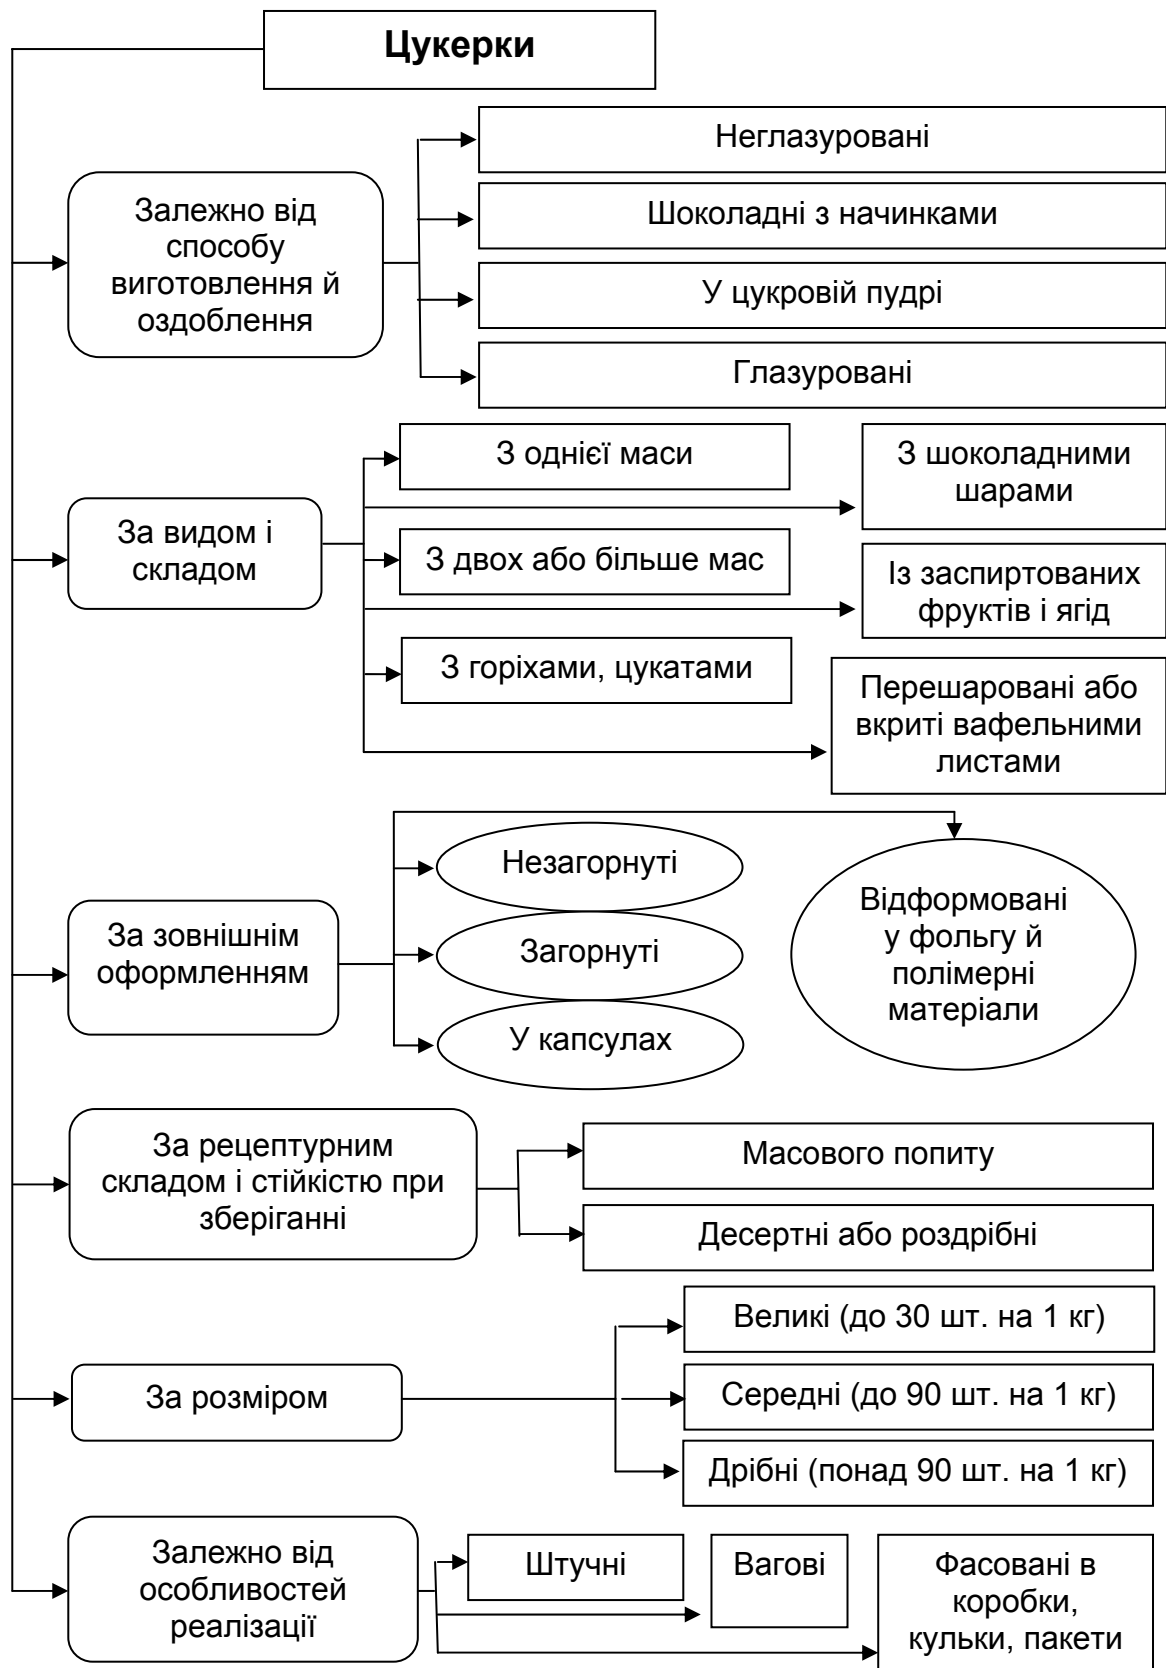 Цукерки
Залежно від
способу
виготовлення й
оздоблення
Неглазуровані
Шоколадні з начинками
У цукровій пудрі
Глазуровані
За видом і
складом
З однієї маси
З шоколадними
шарами
З двох або більше мас
Із заспиртованих
фруктів і ягід
З горіхами, цукатами
Перешаровані або
вкриті вафельними
листами
За зовнішнім
оформленням
Незагорнуті
Загорнуті
У капсулах
Відформовані
у фольгу й
полімерні
матеріали
За рецептурним
складом і стійкістю при
зберіганні
Масового попиту
Десертні або роздрібні
За розміром
Великі (до 30 шт. на 1 кг)
Середні (до 90 шт. на 1 кг)
Дрібні (понад 90 шт. на 1 кг)
Залежно від
особливостей
реалізації
Штучні
Вагові
Фасовані в
коробки,
кульки, пакети